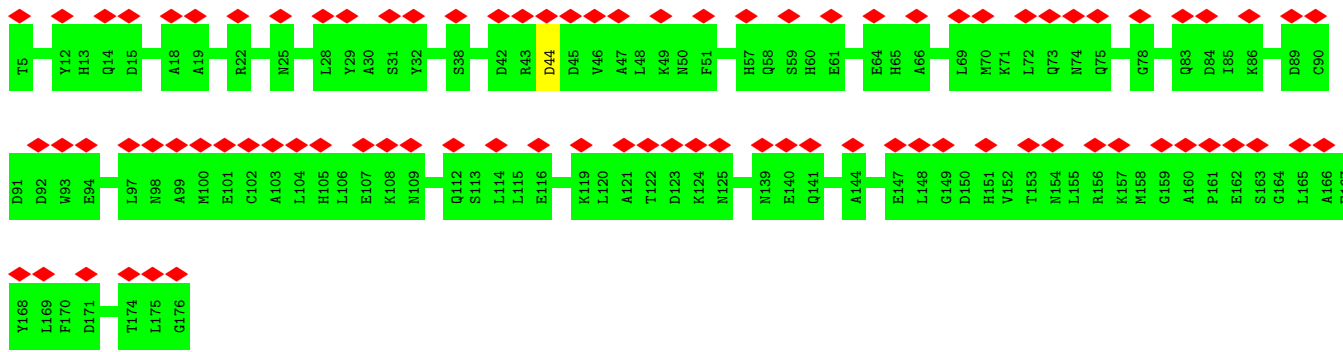 T5 Y12 H13 Q14 D15 A18 A19 R22 N25 L28 Y29 A30 S31 Y32 S38 D42 R43 D44 D45 V46 A47 L48 K49 N50 F51 H57 Q58 S59 H60 E61 E64 H65 A66 L69 M70 K71 L72 Q73 N74 Q75 G78 Q83 D84 I85 K86 D89 C90
D91 D92 W93 E94 L97 N98 A99 M100 E101 C102 A103 L104 H105 L106 E107 K108 N109 Q112 S113 L114 L115 E116 K119 L120 A121 T122 D123 K124 N125 N139 E140 Q141 A144 E147 L148 G149 D150 H151 V152 T153 N154 L155 R156 K157 M158 G159 A160 P161 E162 S163 G164 L165 A166
Y168 L169 F170 D171 T174 L175 G176